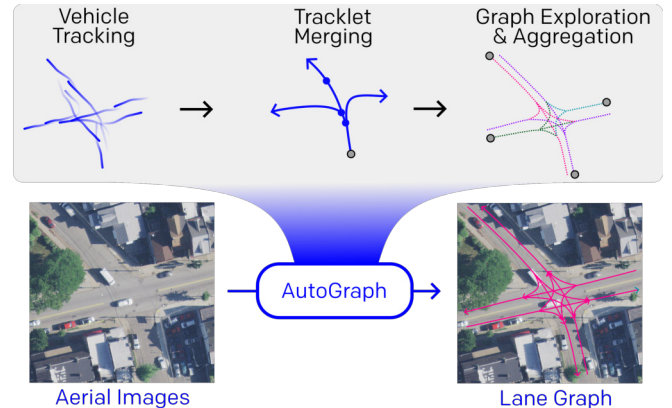 Vehicle
Tracking
Tracklet
Merging
Graph Exploration
& Aggregation
AutoGraph
Aerial Images
Lane Graph